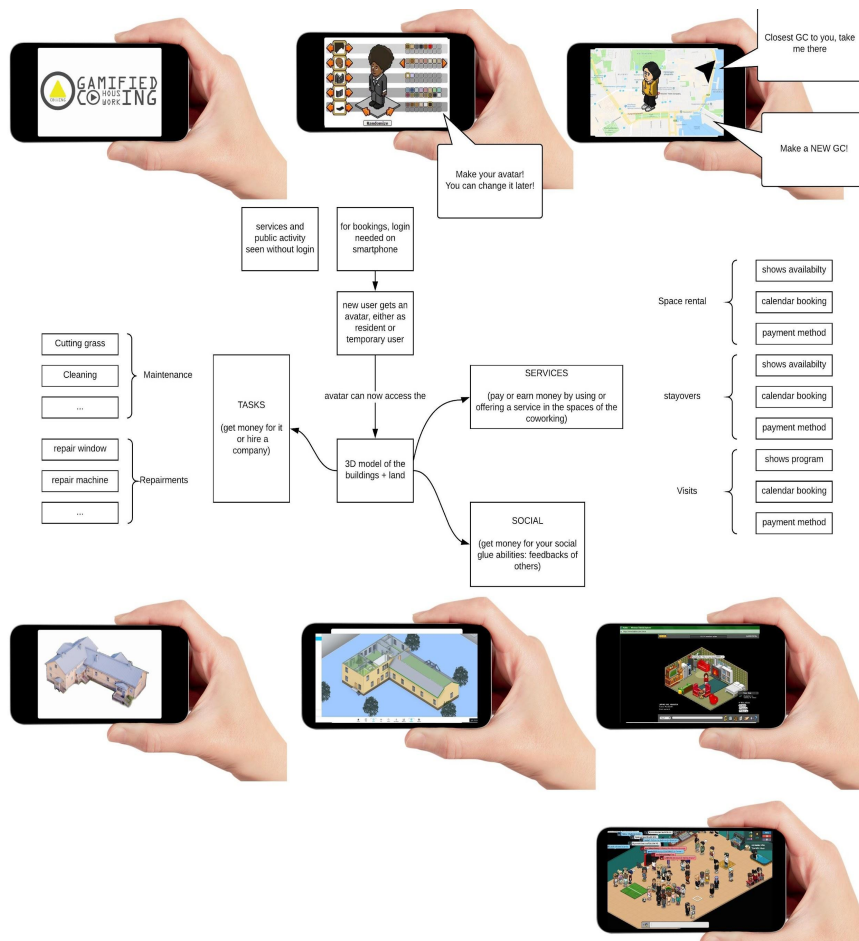 GAMIFIED
CO HOUS WORK ING
Closest GC to you, take
me there
Make a NEW GC!
Randomize
Make your avatar!
You can change it later!
services and
public activity
seen without login
for bookings, login
needed on
smartphone
new user gets an
avatar, either as
resident or
temporary user
avatar can now access the
3D model of the
buildings + land
Cutting grass
Cleaning
...
Maintenance
repair window
repair machine
...
Repairments
TASKS
(get money for it
or hire a
company)
SERVICES
(pay or earn money by using or
offering a service in the spaces of the
coworking)
SOCIAL
(get money for your social
glue abilities: feedbacks of
others)
Space rental
shows availabilty
calendar booking
payment method
stayovers
shows availabilty
calendar booking
payment method
Visits
shows program
calendar booking
payment method